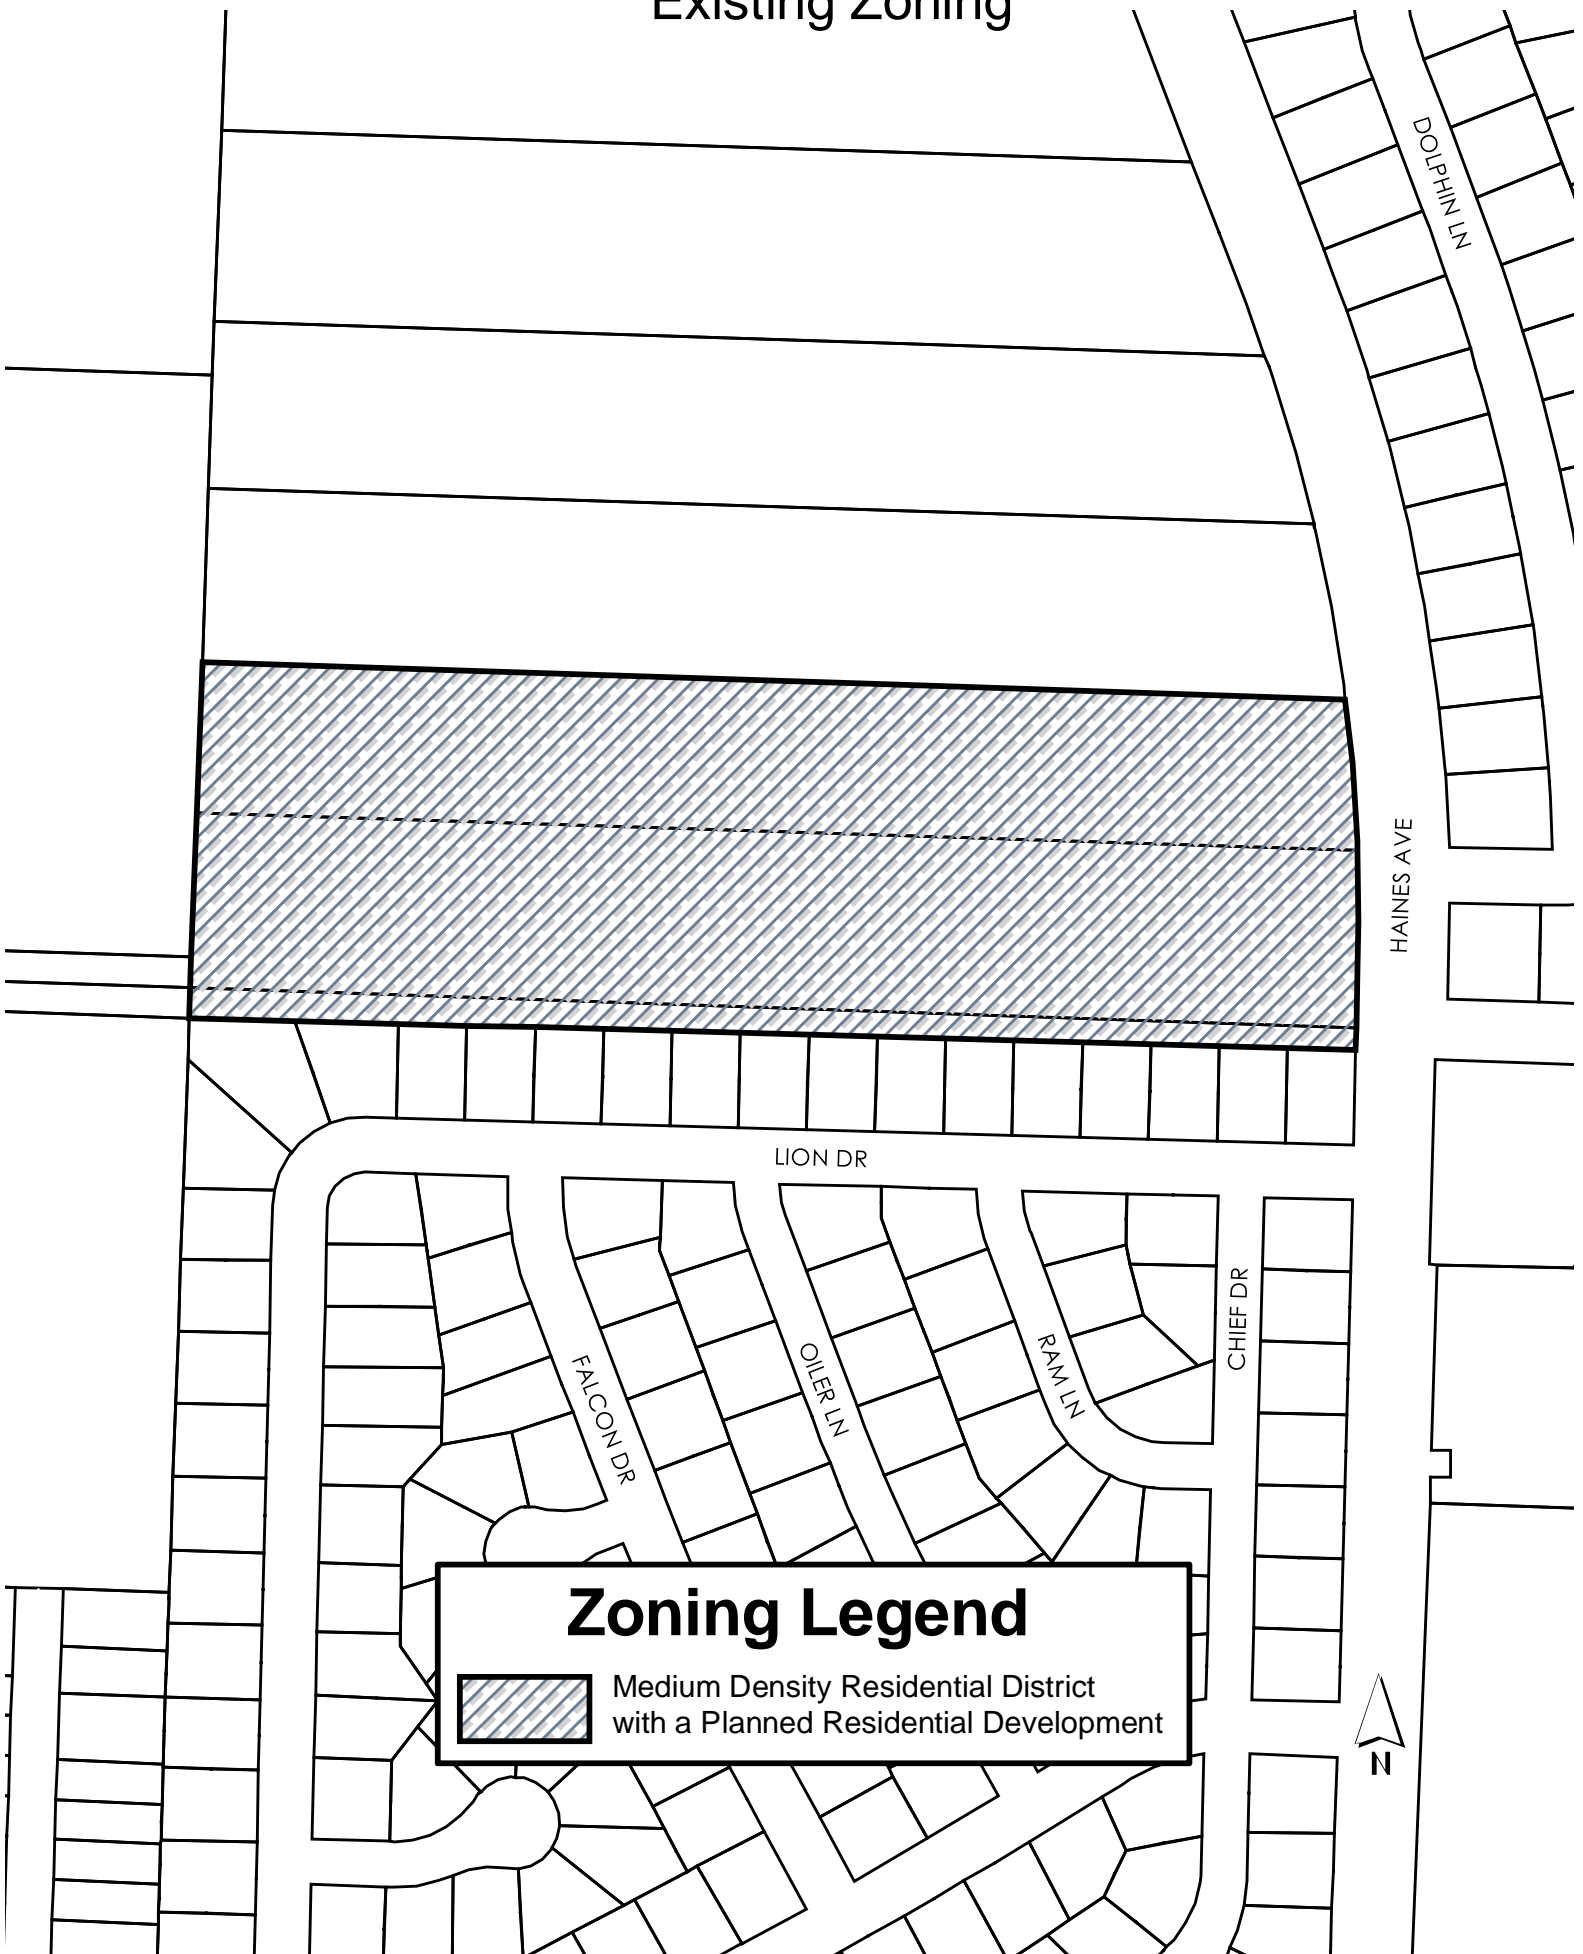 Existing Zoning
DOLPHIN LN
HAINES AVE
LION DR
CHIEF DR
RAM LN
OILER LN
FALCON DR
Zoning Legend
Medium Density Residential District
with a Planned Residential Development
N